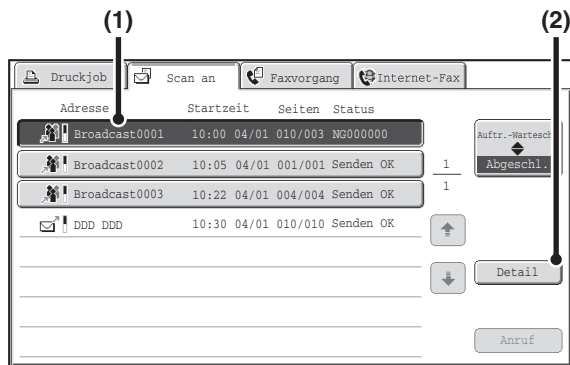 (1) (2)
Druckjob Scan an Faxvorgang Internet-Fax
Adresse Startzeit Seiten Status
Broadcast0001 10:00 04/01 010/003 NG000000
Auftr.-Wartesch
Broadcast0002 10:05 04/01 001/001 Senden OK
1
Abgeschl.
Broadcast0003 10:22 04/01 004/004 Senden OK
1
DDD DDD 10:30 04/01 010/010 Senden OK
Detail
Anruf